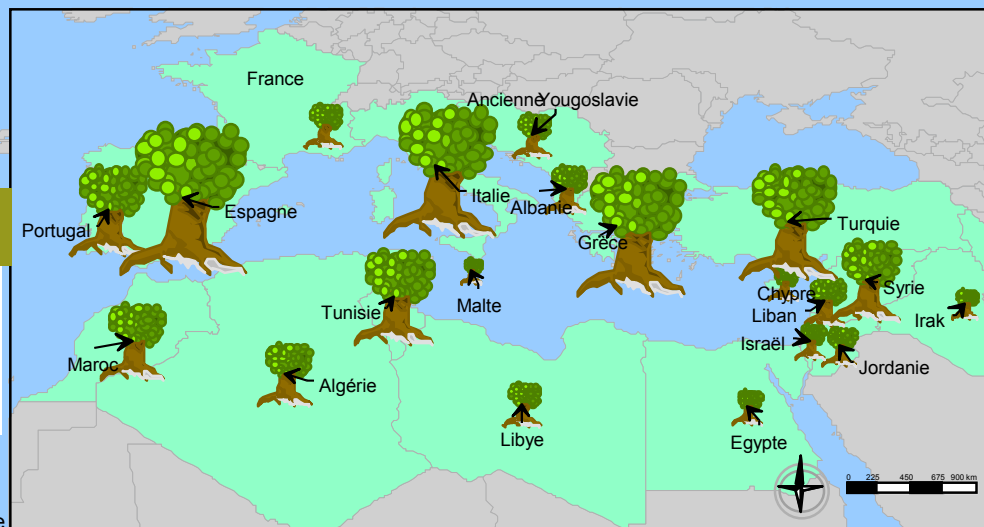 France
Ancienne Yougoslavie
Italie
Albanie
Espagne
Portugal
Grèce
Turquie
Tunisie
Malte
Chypre
Syrie
Liban
Irak
Maroc
Israël
Jordanie
Algérie
Libye
Egypte
0 225 450 675 900 km
e